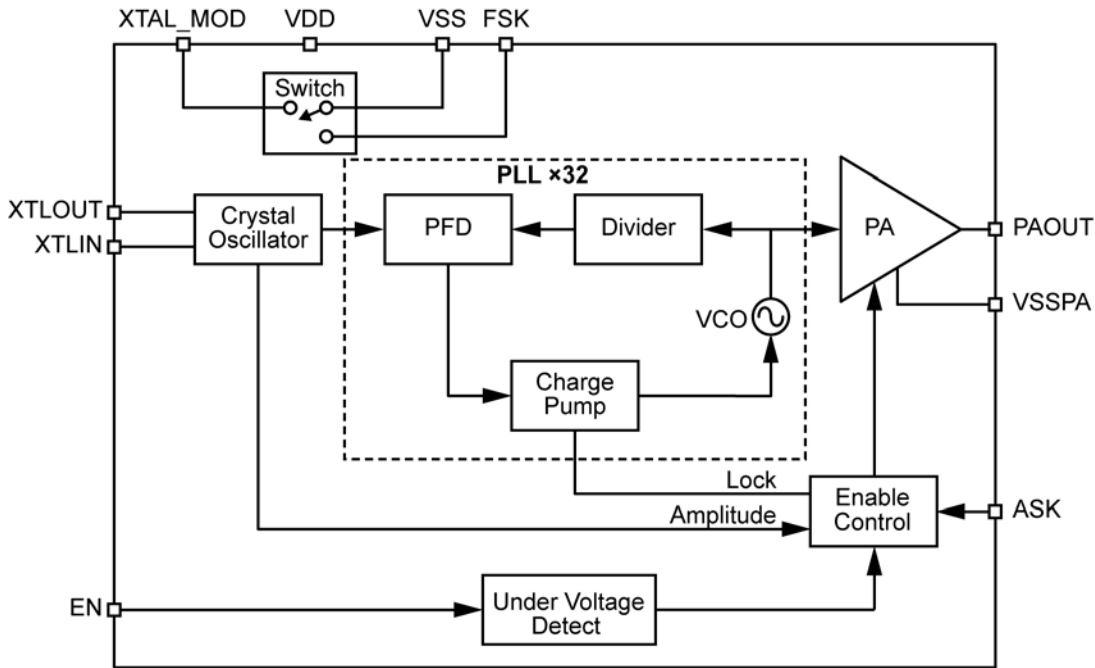 XTAL_MOD VDD VSS FSK
Switch
PLL ×32
XTLOUT
XTLIN
Crystal
Oscillator
PFD
Divider
PA
PAOUT
VSSPA
VCO
Charge
Pump
Lock
Amplitude
Enable
Control
ASK
EN
Under Voltage
Detect